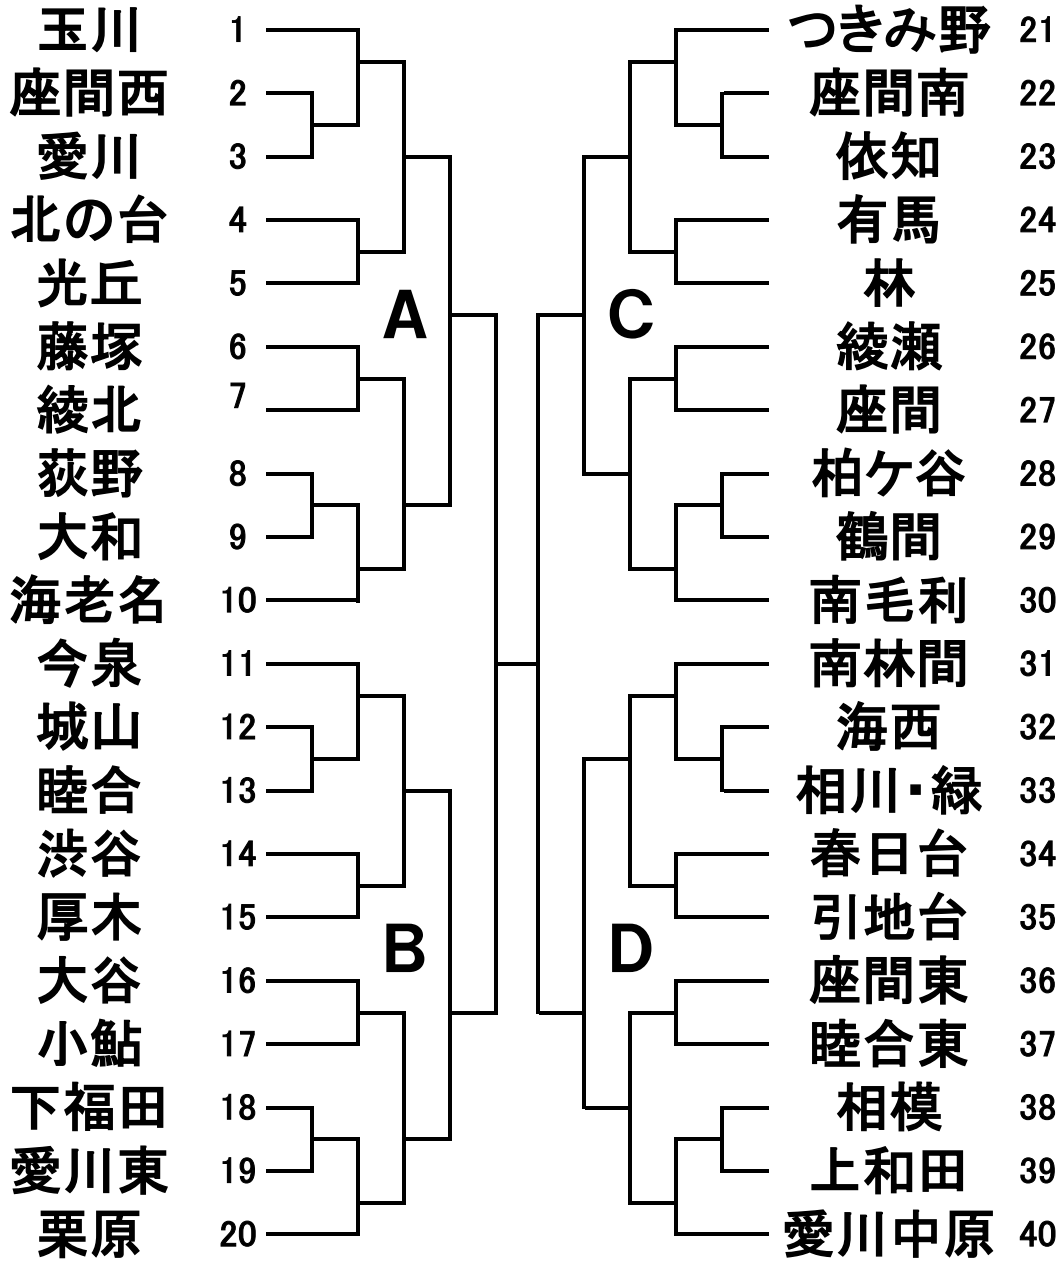 玉川 1
座間西 2
愛川 3
北の台 4
光丘 5
藤塚 6
綾北 7
荻野 8
大和 9
海老名 10
A
今泉 11
城山 12
睦合 13
渋谷 14
厚木 15
大谷 16
小鮎 17
下福田 18
愛川東 19
栗原 20
B
つきみ野 21
座間南 22
依知 23
有馬 24
林 25
綾瀬 26
座間 27
柏ケ谷 28
鶴間 29
南毛利 30
C
南林間 31
海西 32
相川・緑 33
春日台 34
引地台 35
座間東 36
睦合東 37
相模 38
上和田 39
愛川中原 40
D